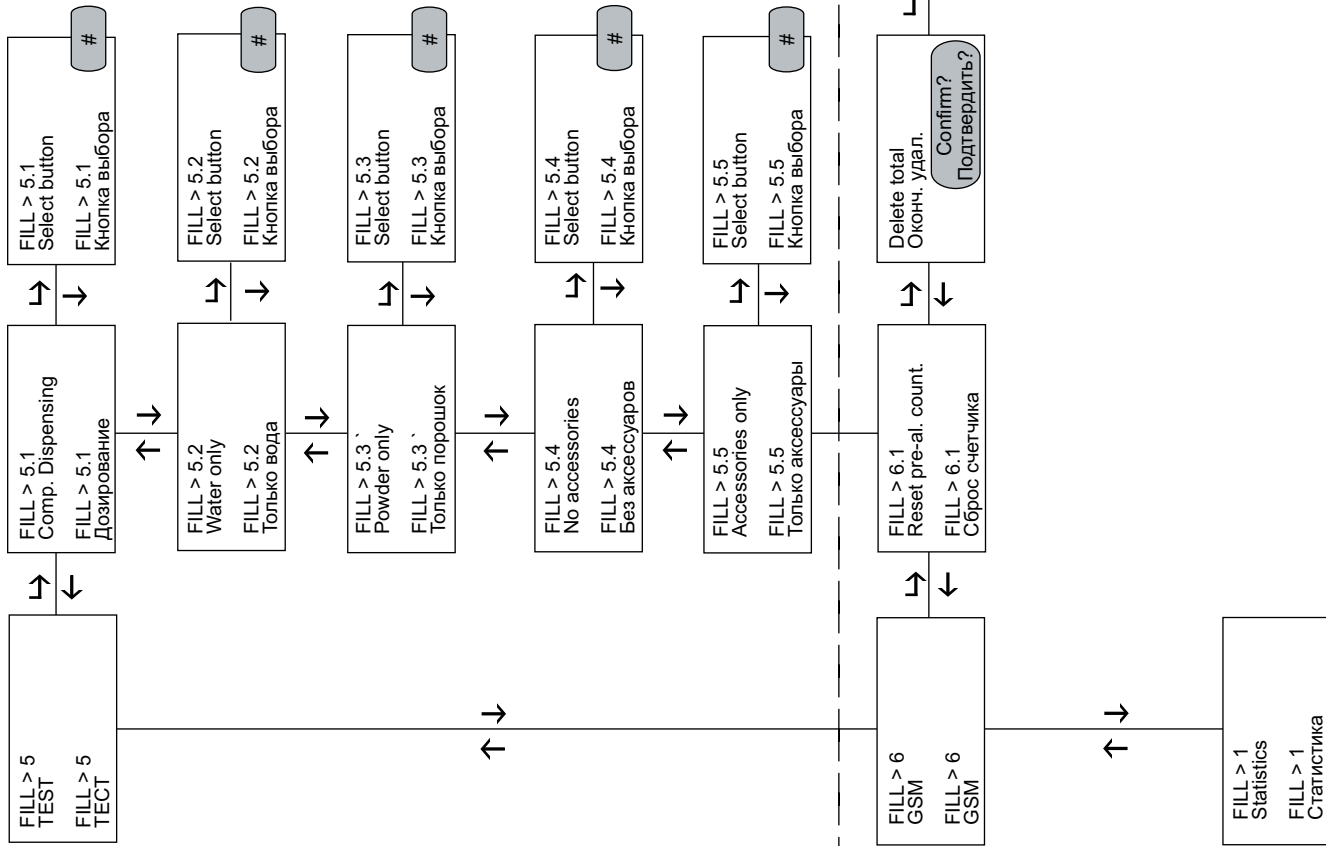 FILL > 5
TEST
FILL > 5
ТЕСТ
FILL > 5.1
Comp. Dispensing
FILL > 5.1
Дозирование
FILL > 5.1
Select button
FILL > 5.1
Кнопка выбора
#
FILL > 5.2
Water only
FILL > 5.2
Только вода
FILL > 5.2
Select button
FILL > 5.2
Кнопка выбора
#
FILL > 5.3 `
Powder only
FILL > 5.3 `
Только порошок
FILL > 5.3
Select button
FILL > 5.3
Кнопка выбора
#
FILL > 5.4
No accessories
FILL > 5.4
Без аксессуаров
FILL > 5.4
Select button
FILL > 5.4
Кнопка выбора
#
FILL > 5.5
Accessories only
FILL > 5.5
Только аксессуары
FILL > 5.5
Select button
FILL > 5.5
Кнопка выбора
#
FILL > 6
GSM
FILL > 6
GSM
FILL > 6.1
Reset pre-al. count.
FILL > 6.1
Сброс счетчика
Delete total
Оконч. удал.
Confirm?
Подтвердить?
FILL > 1
Statistics
FILL > 1
Статистика